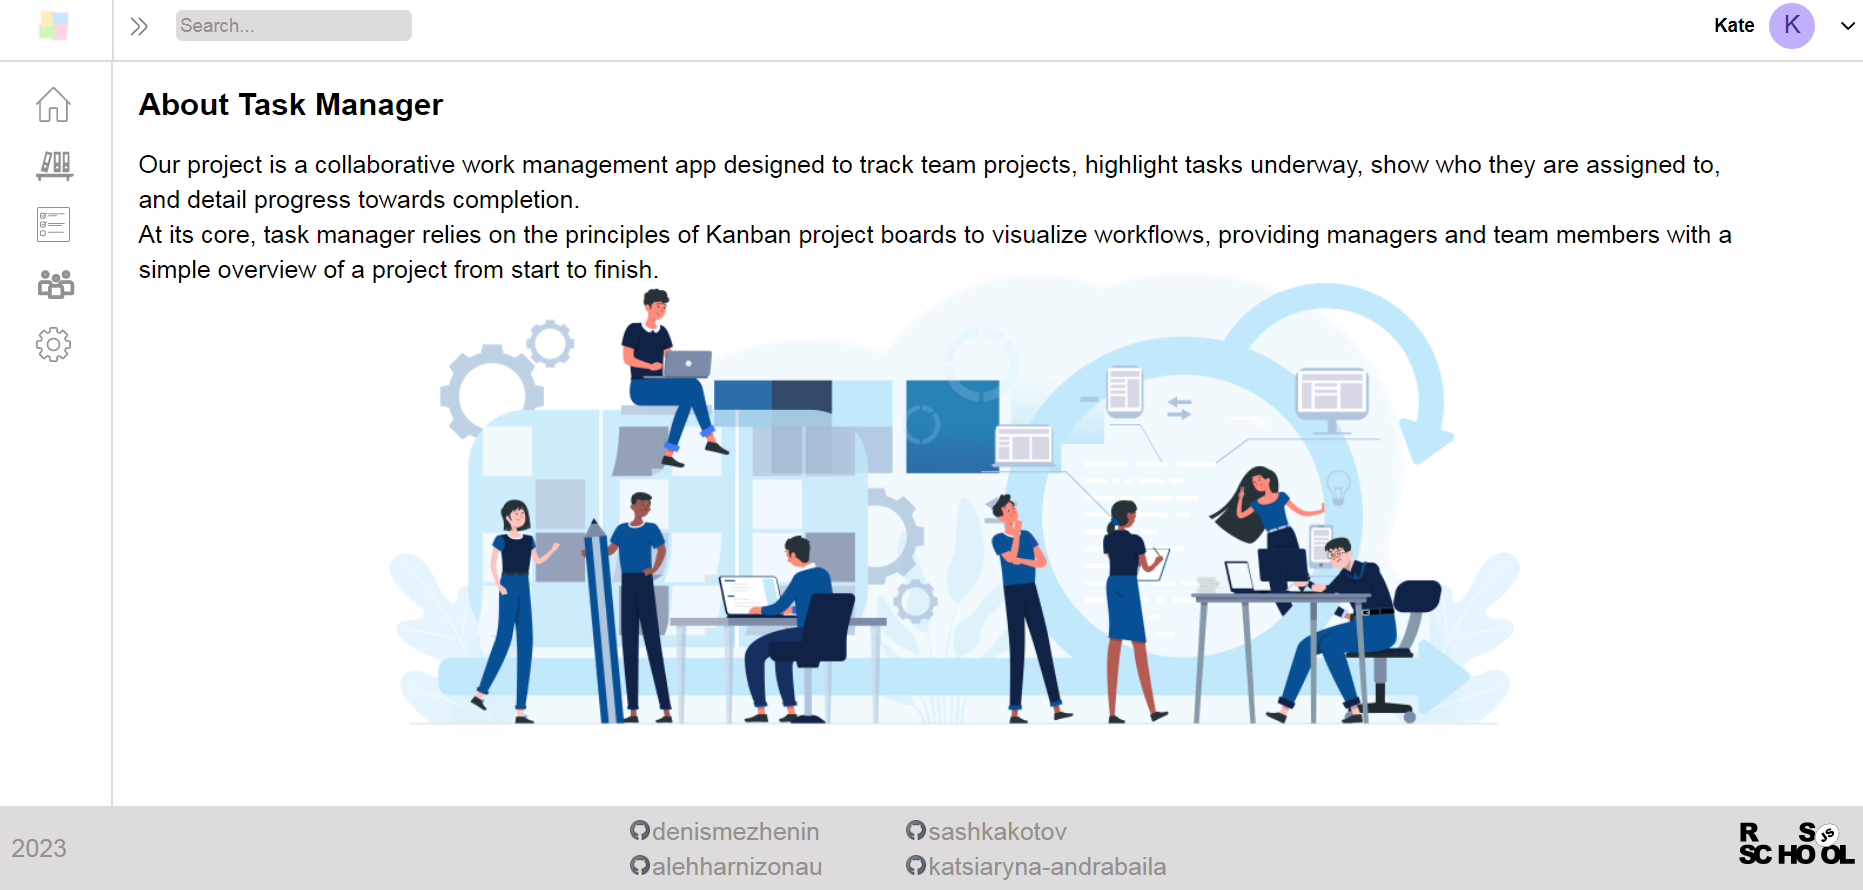 Search...
Kate
K
About Task Manager
Our project is a collaborative work management app designed to track team projects, highlight tasks underway, show who they are assigned to,
and detail progress towards completion.
At its core, task manager relies on the principles of Kanban project boards to visualize workflows, providing managers and team members with a
simple overview of a project from start to finish.
2023
denismezhenin
sashkakotov
alehharnizonau
katsiaryna-andrabaila
R S JS
SCHOOL